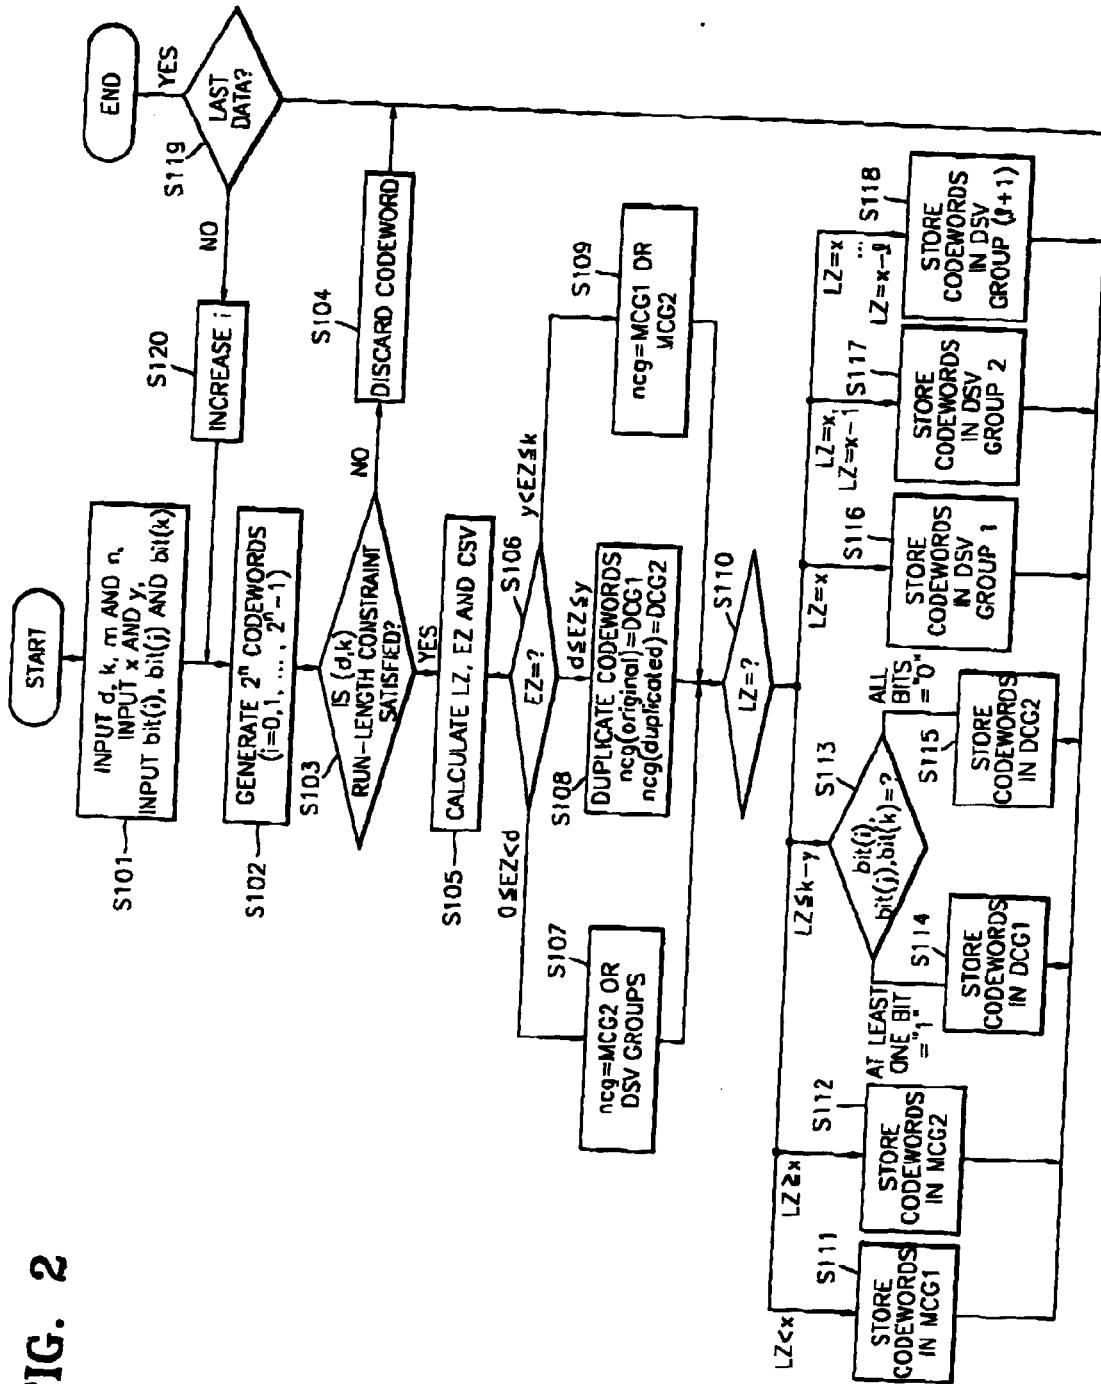 FIG. 2
START
S101
INPUT d, k, m AND n,
INPUT x AND y,
INPUT bit(i), bit(j) AND bit(k)
S102
GENERATE 2ⁿ CODEWORDS
(i=0,1, ... , 2ⁿ-1)
S103
IS (d,k)
RUN-LENGTH CONSTRAINT
SATISFIED?
NO
YES
S104
DISCARD CODEWORD
S119
LAST
DATA?
YES
END
NO
S120
INCREASE i
S105
CALCULATE LZ, EZ AND CSV
S106
EZ=?
0≦EZ<d
d≦EZ≦y
y<EZ≦k
S107
ncg=MCG2 OR
DSV GROUPS
S108
DUPLICATE CODEWORDS
ncg(original)=DCG1
ncg(duplicated)=DCG2
S109
ncg=MCG1 OR
MCG2
S110
LZ=?
LZ<x
S111
STORE
CODEWORDS
IN MCG1
LZ≧x
S112
STORE
CODEWORDS
IN MCG2
LZ≦k-y
S113
bit(i),
bit(j),bit(k)=?
AT LEAST
ONE BIT
="1"
S114
STORE
CODEWORDS
IN DCG1
ALL
BITS
="0"
S115
STORE
CODEWORDS
IN DCG2
LZ=x
S116
STORE
CODEWORDS
IN DSV
GROUP 1
LZ=x,
LZ=x-1
S117
STORE
CODEWORDS
IN DSV
GROUP 2
LZ=x
...
LZ=x-ℓ
S118
STORE
CODEWORDS
IN DSV
GROUP (ℓ+1)